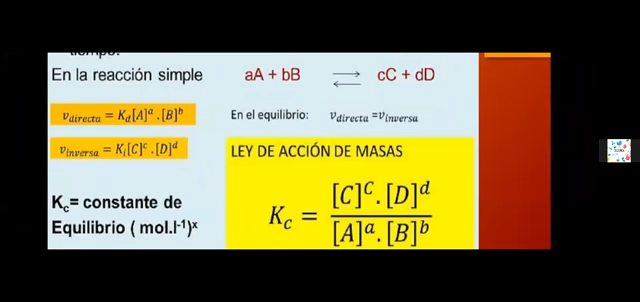 tiempo.
En la reacción simple aA + bB ⇄ cC + dD
v_directa = K_d[A]^a . [B]^b
En el equilibrio: v_directa =v_inversa
v_inversa = K_i[C]^c . [D]^d
LEY DE ACCIÓN DE MASAS
K_c= constante de
Equilibrio ( mol.l^-1)^x
K_c = [C]^C . [D]^d / [A]^a . [B]^b